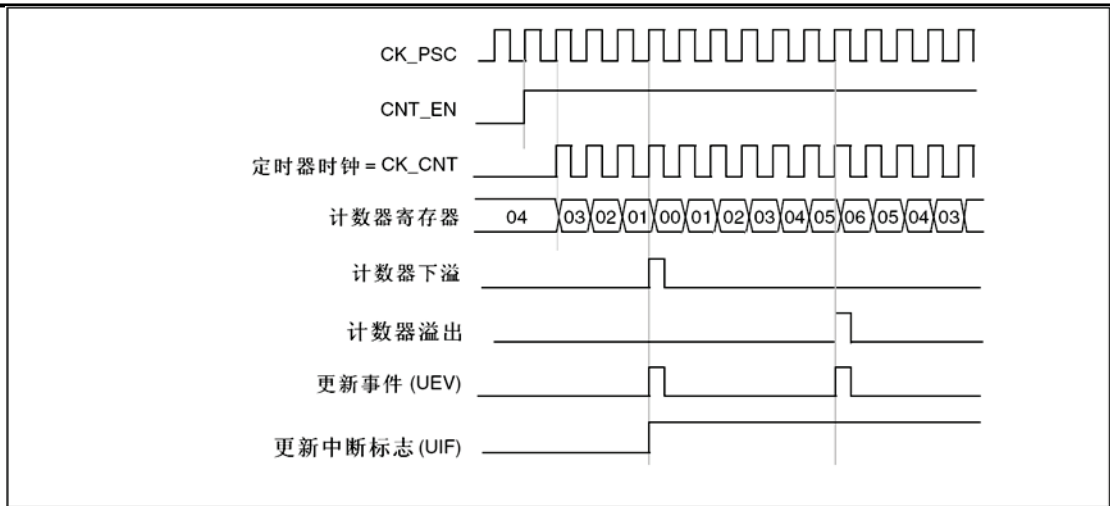 CK_PSC
CNT_EN
定时器时钟 = CK_CNT
计数器寄存器 04 03 02 01 00 01 02 03 04 05 06 05 04 03
计数器下溢
计数器溢出
更新事件 (UEV)
更新中断标志 (UIF)